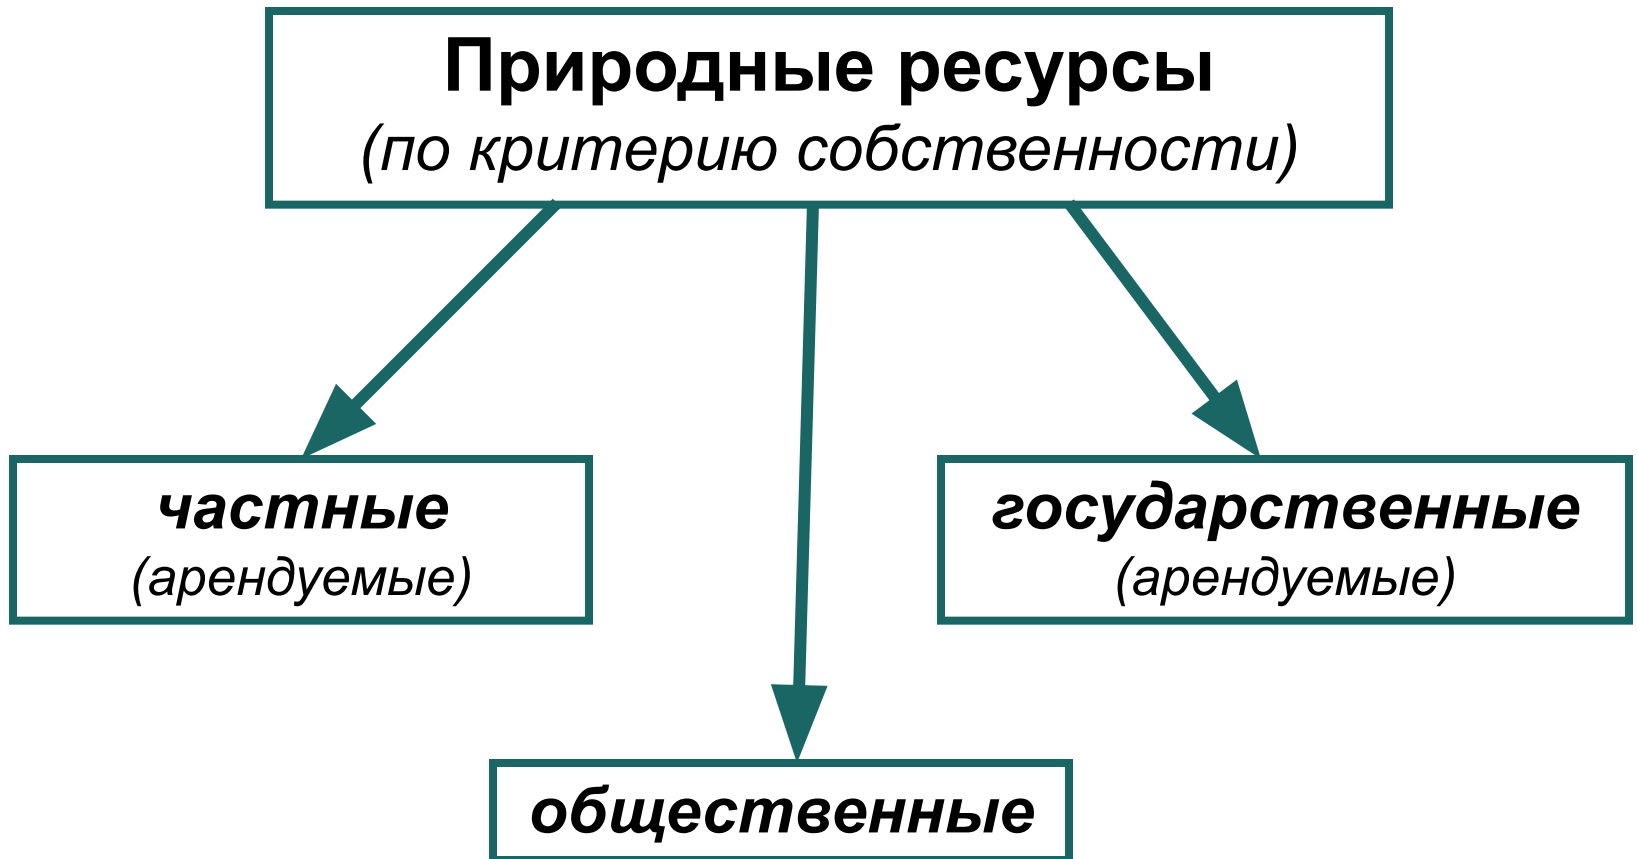 Природные ресурсы
(по критерию собственности)
частные
(арендуемые)
государственные
(арендуемые)
общественные